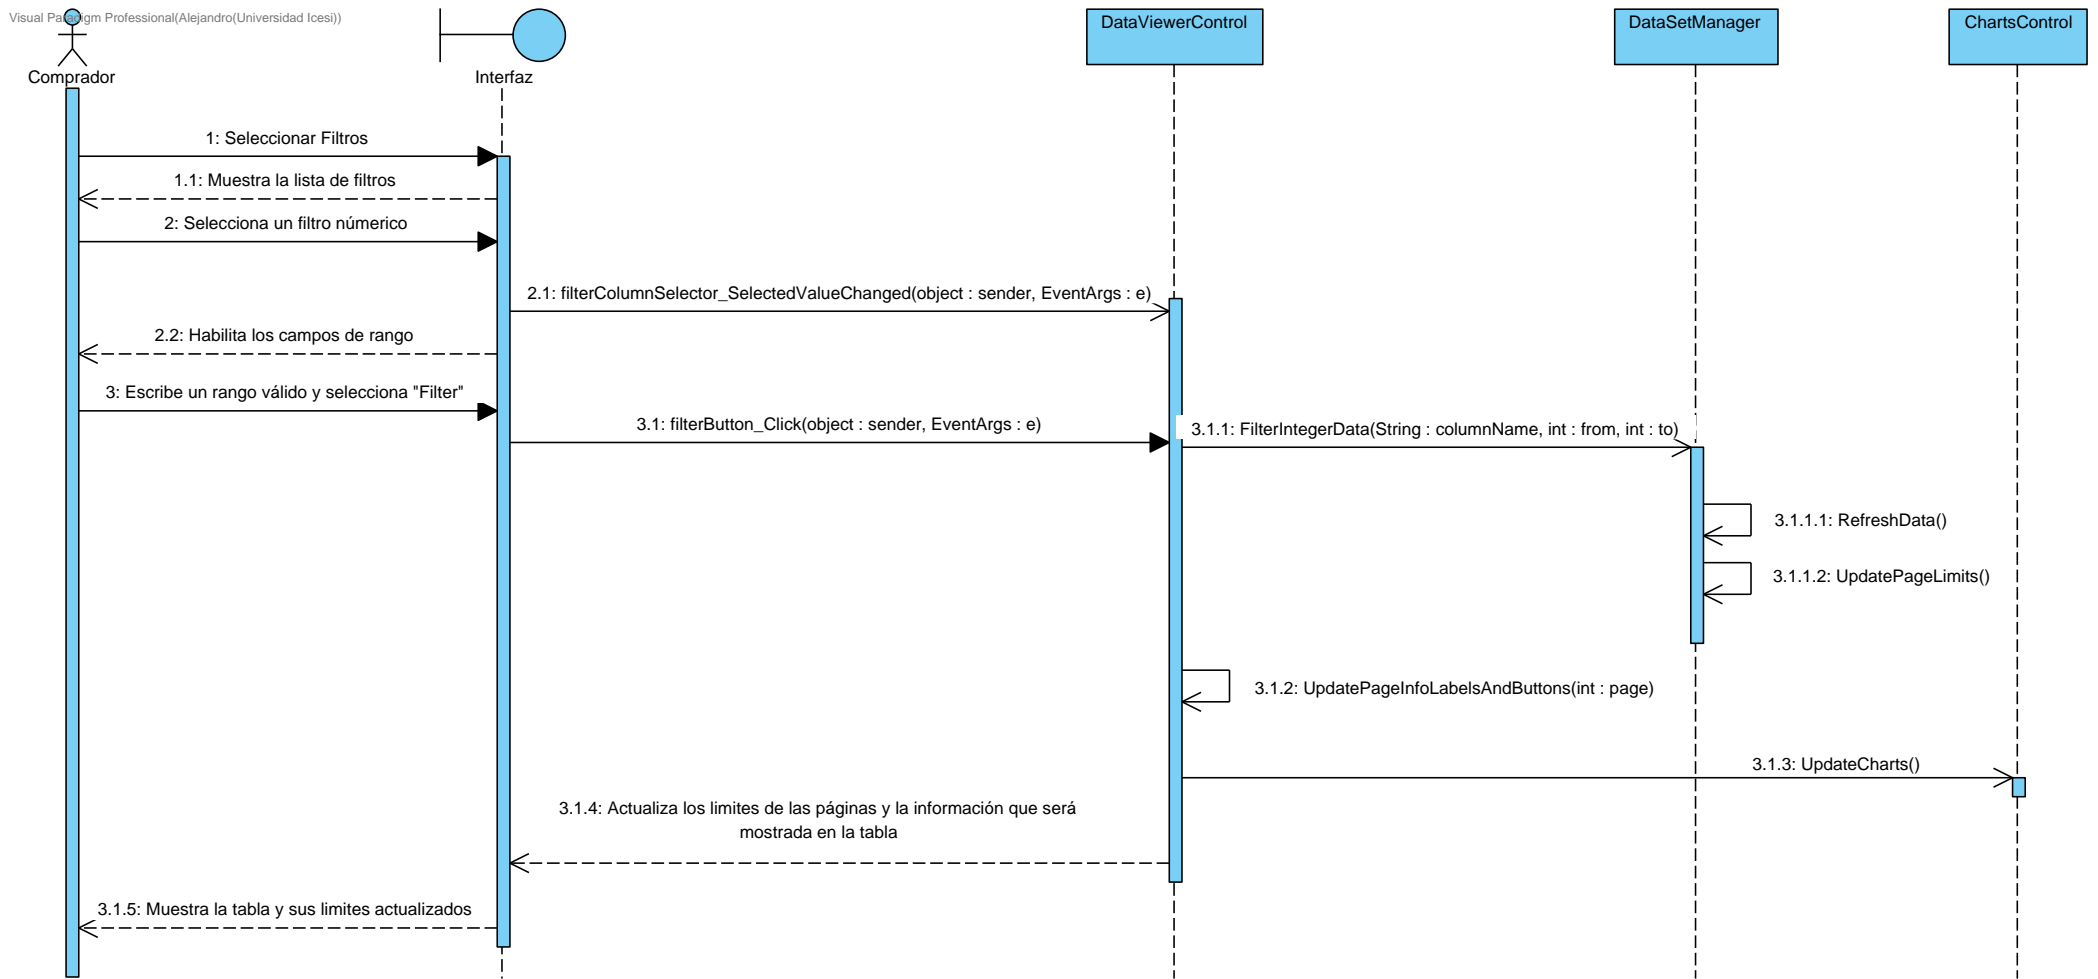 Visual Paradigm Professional(Alejandro(Universidad Icesi))
Comprador
Interfaz
DataViewerControl
DataSetManager
ChartsControl
1: Seleccionar Filtros
1.1: Muestra la lista de filtros
2: Selecciona un filtro númerico
2.1: filterColumnSelector_SelectedValueChanged(object : sender, EventArgs : e)
2.2: Habilita los campos de rango
3: Escribe un rango válido y selecciona "Filter"
3.1: filterButton_Click(object : sender, EventArgs : e)
3.1.1: FilterIntegerData(String : columnName, int : from, int : to)
3.1.1.1: RefreshData()
3.1.1.2: UpdatePageLimits()
3.1.2: UpdatePageInfoLabelsAndButtons(int : page)
3.1.3: UpdateCharts()
3.1.4: Actualiza los limites de las páginas y la información que será
mostrada en la tabla
3.1.5: Muestra la tabla y sus limites actualizados